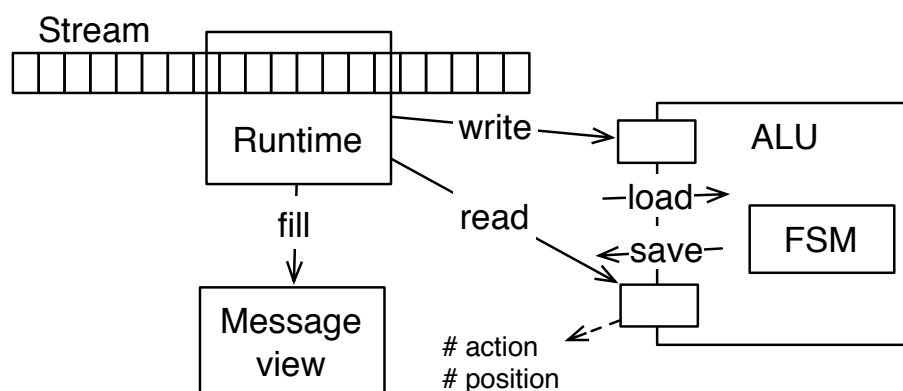 Stream
Runtime
write
ALU
load
fill
read
FSM
save
Message
view
# action
# position